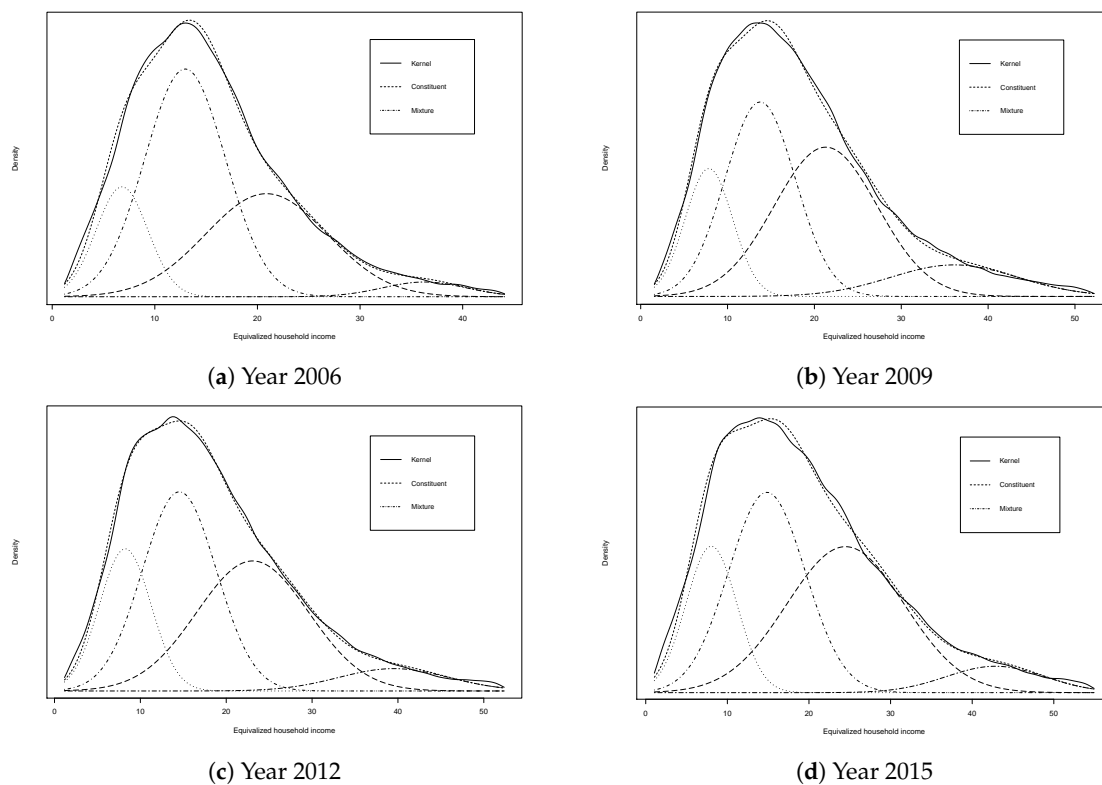 Kernel
Constituent
Mixture
Density
0 10 20 30 40
Equivalized household income
(a) Year 2006
Kernel
Constituent
Mixture
Density
0 10 20 30 40 50
Equivalized household income
(b) Year 2009
Kernel
Constituent
Mixture
Density
0 10 20 30 40 50
Equivalized household income
(c) Year 2012
Kernel
Constituent
Mixture
Density
0 10 20 30 40 50
Equivalized household income
(d) Year 2015